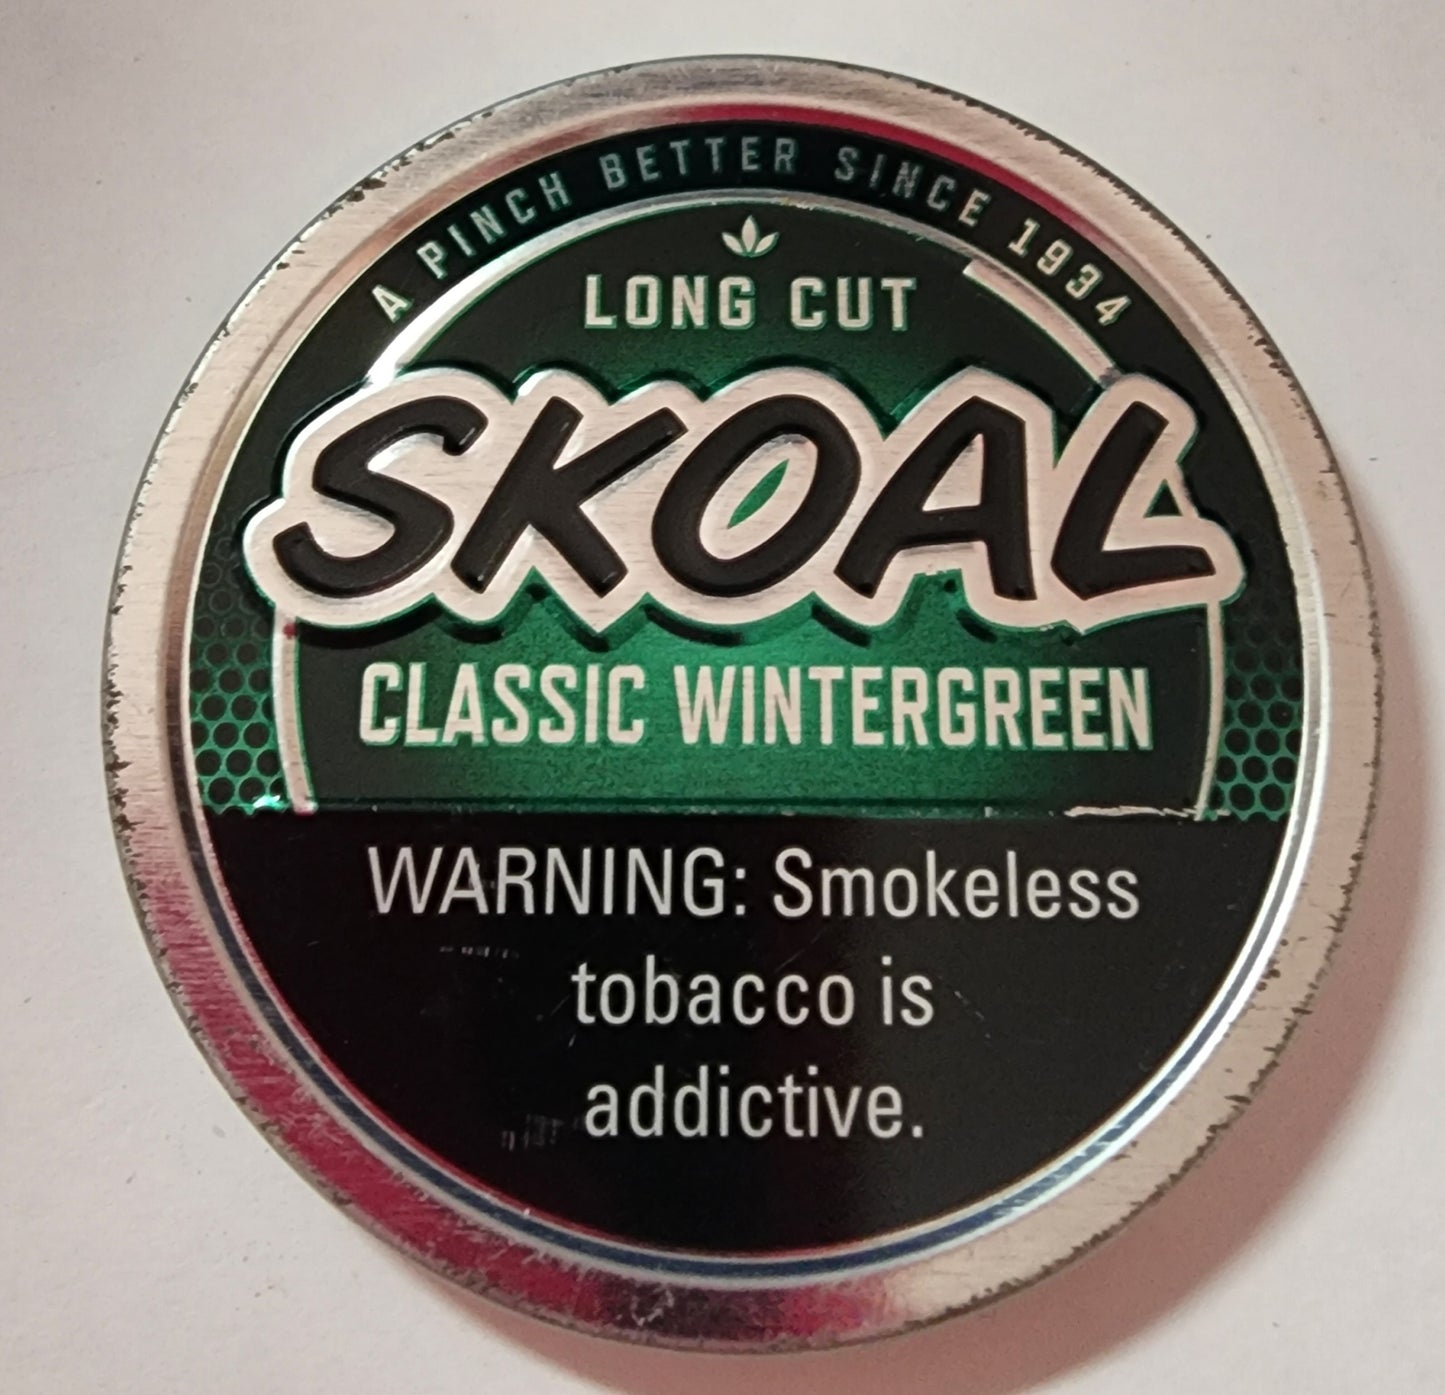 A PINCH BETTER SINCE 1934
LONG CUT
SKOAL
CLASSIC WINTERGREEN
WARNING: Smokeless
tobacco is
addictive.